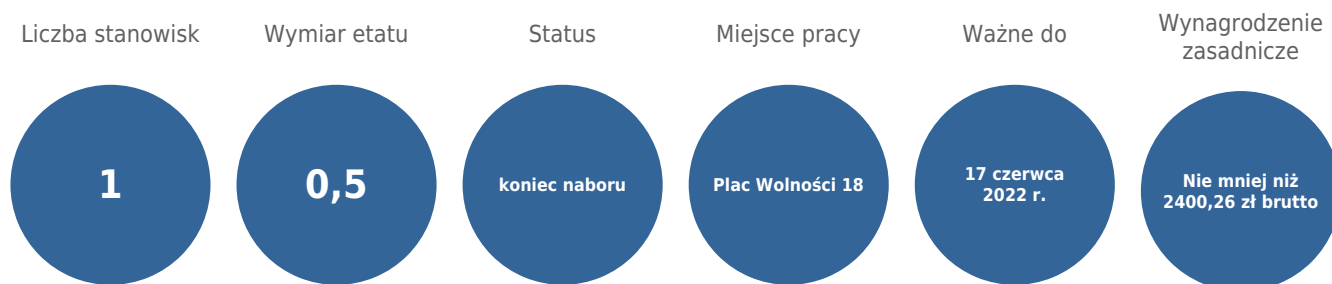 Liczba stanowisk
1
Wymiar etatu
0,5
Status
koniec naboru
Miejsce pracy
Plac Wolności 18
Ważne do
17 czerwca
2022 r.
Wynagrodzenie
zasadnicze
Nie mniej niż
2400,26 zł brutto